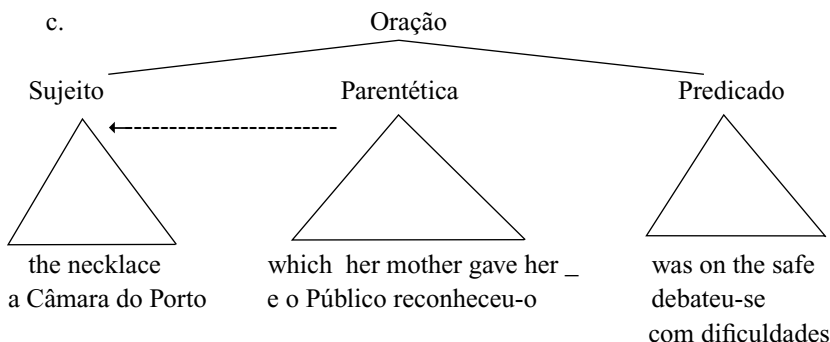 c. Oração
Sujeito Parentética Predicado
the necklace which her mother gave her _ was on the safe
a Câmara do Porto e o Público reconheceu-o debateu-se
com dificuldades